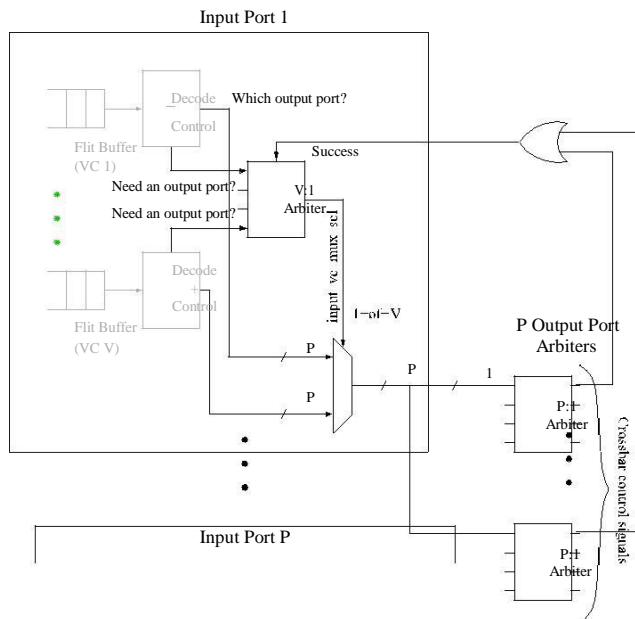 Input Port 1
Decode
Control
Which output port?
Flit Buffer
(VC 1)
Success
Need an output port?
Need an output port?
V:1
Arbiter
Decode
+
Control
Flit Buffer
(VC V)
input vc mux sel
1-of-V
P
P
P
1
P Output Port
Arbiters
P:1
Arbiter
Crossbar control signals
Input Port P
P:1
Arbiter